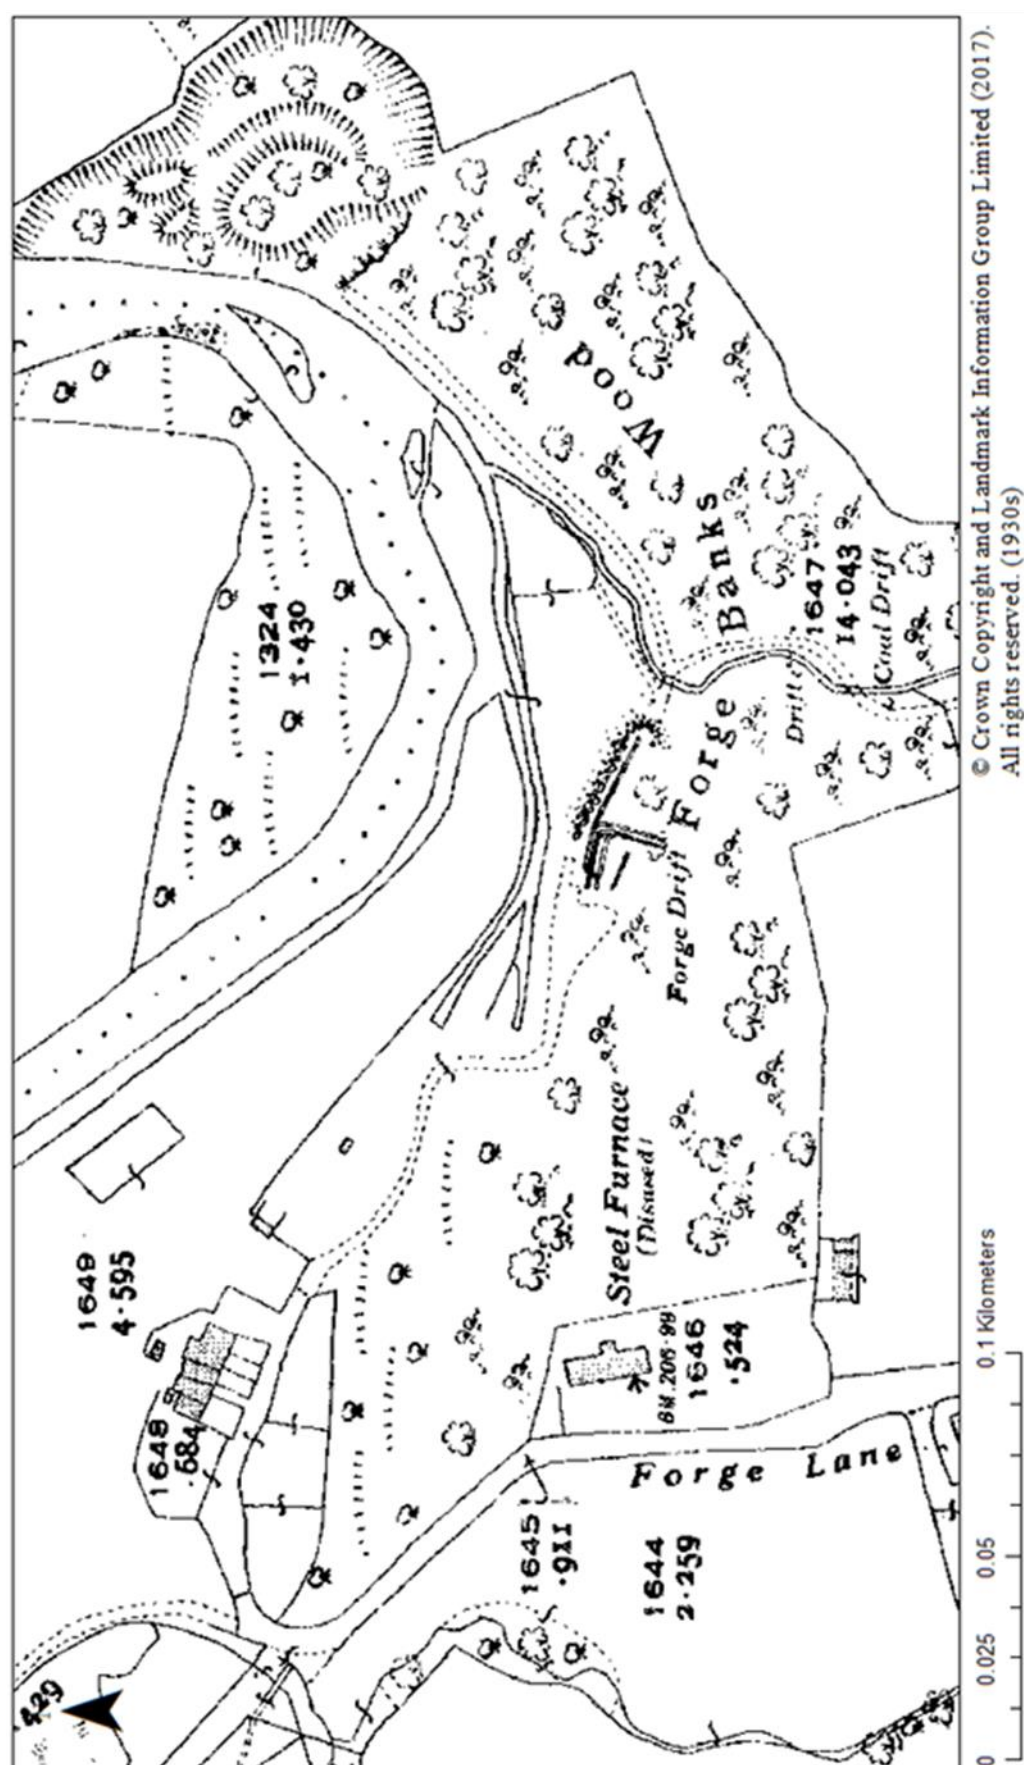 429
1649
4·595
1648
·684
1324
1·430
Wood
Banks
Forge
1647
14·043
Coal Drift
Drift
Forge Drift
Steel Furnace
(Disused)
BM.206·99
1646
·524
1645
·911
Forge Lane
1644
2·259
0 0.025 0.05 0.1 Kilometers
© Crown Copyright and Landmark Information Group Limited (2017).
All rights reserved. (1930s)